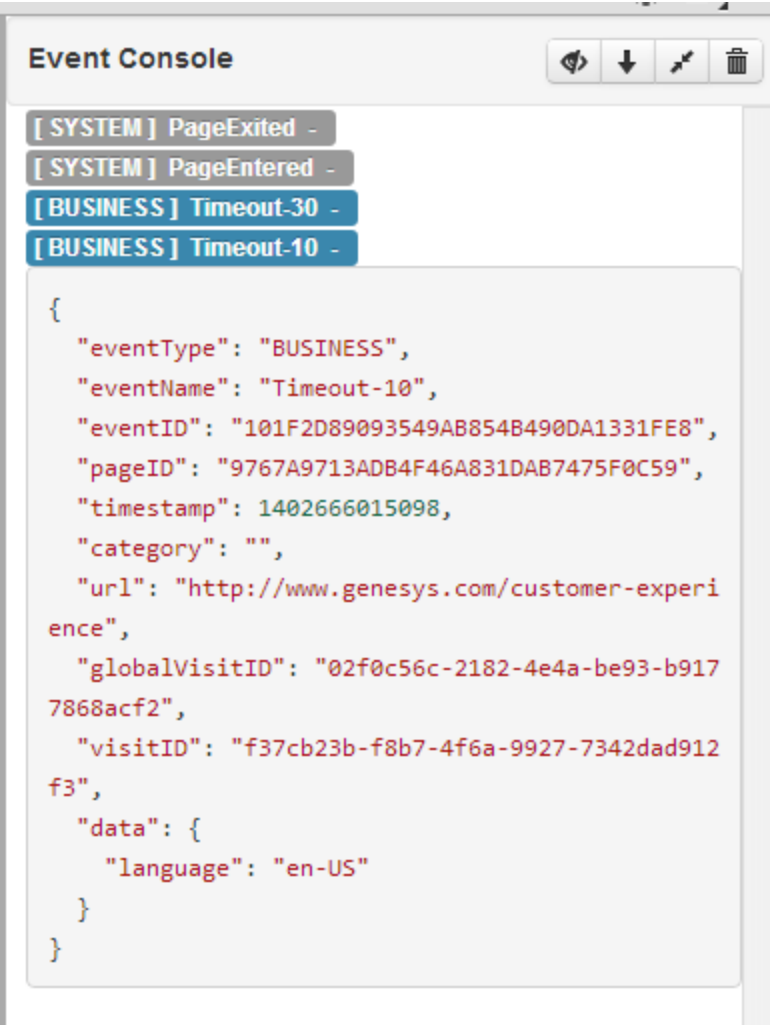 Event Console
[ SYSTEM ] PageExited -
[ SYSTEM ] PageEntered -
[ BUSINESS ] Timeout-30 -
[ BUSINESS ] Timeout-10 -
{
"eventType": "BUSINESS",
"eventName": "Timeout-10",
"eventID": "101F2D89093549AB854B490DA1331FE8",
"pageID": "9767A9713ADB4F46A831DAB7475F0C59",
"timestamp": 1402666015098,
"category": "",
"url": "http://www.genesys.com/customer-experi
ence",
"globalVisitID": "02f0c56c-2182-4e4a-be93-b917
7868acf2",
"visitID": "f37cb23b-f8b7-4f6a-9927-7342dad912
f3",
"data": {
"language": "en-US"
}
}